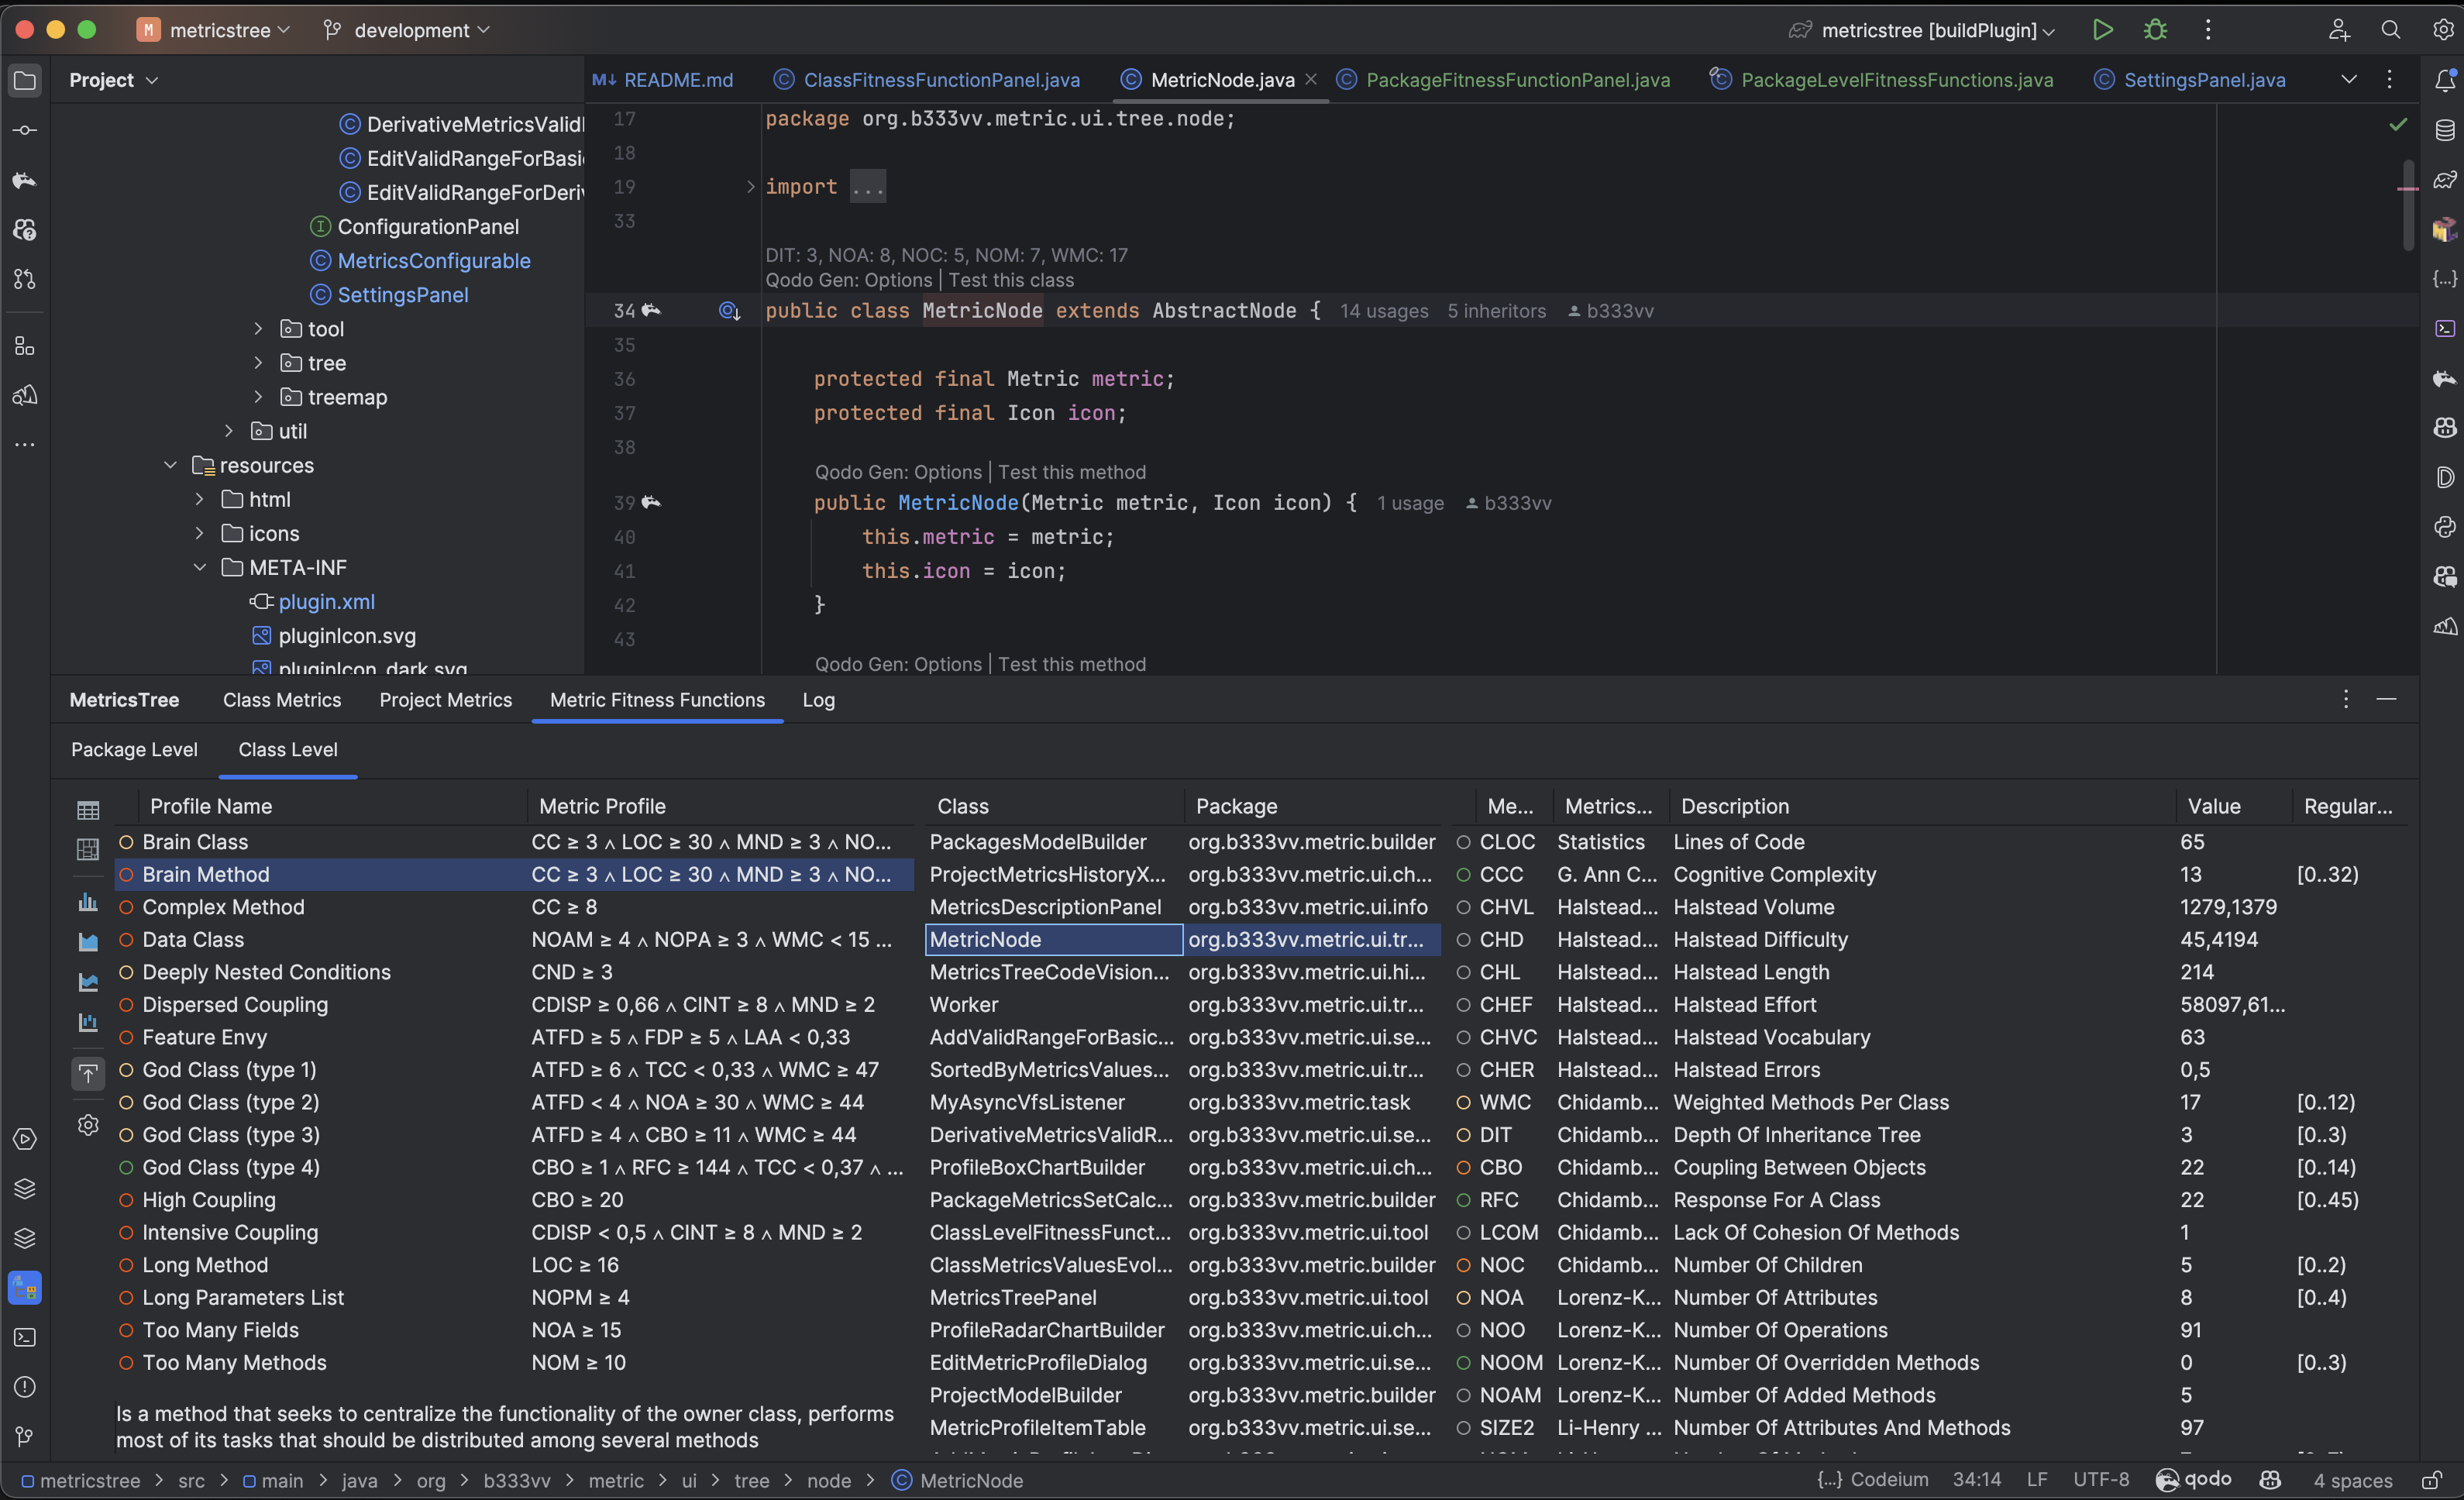 M metricstree development metricstree [buildPlugin]
Project
README.md ClassFitnessFunctionPanel.java MetricNode.java PackageFitnessFunctionPanel.java PackageLevelFitnessFunctions.java SettingsPanel.java
DerivativeMetricsValidI
EditValidRangeForBasi
EditValidRangeForDeriv
ConfigurationPanel
MetricsConfigurable
SettingsPanel
tool
tree
treemap
util
resources
html
icons
META-INF
plugin.xml
pluginIcon.svg
pluginIcon_dark.svg
17 package org.b333vv.metric.ui.tree.node;
18
19 import ...
33
DIT: 3, NOA: 8, NOC: 5, NOM: 7, WMC: 17
Qodo Gen: Options | Test this class
34 public class MetricNode extends AbstractNode { 14 usages 5 inheritors b333vv
35
36 protected final Metric metric;
37 protected final Icon icon;
38
Qodo Gen: Options | Test this method
39 public MetricNode(Metric metric, Icon icon) { 1 usage b333vv
40 this.metric = metric;
41 this.icon = icon;
42 }
43
Qodo Gen: Options | Test this method
MetricsTree Class Metrics Project Metrics Metric Fitness Functions Log
Package Level Class Level
Profile Name Metric Profile
Brain Class CC ≥ 3 ∧ LOC ≥ 30 ∧ MND ≥ 3 ∧ NO...
Brain Method CC ≥ 3 ∧ LOC ≥ 30 ∧ MND ≥ 3 ∧ NO...
Complex Method CC ≥ 8
Data Class NOAM ≥ 4 ∧ NOPA ≥ 3 ∧ WMC < 15 ...
Deeply Nested Conditions CND ≥ 3
Dispersed Coupling CDISP ≥ 0,66 ∧ CINT ≥ 8 ∧ MND ≥ 2
Feature Envy ATFD ≥ 5 ∧ FDP ≥ 5 ∧ LAA < 0,33
God Class (type 1) ATFD ≥ 6 ∧ TCC < 0,33 ∧ WMC ≥ 47
God Class (type 2) ATFD < 4 ∧ NOA ≥ 30 ∧ WMC ≥ 44
God Class (type 3) ATFD ≥ 4 ∧ CBO ≥ 11 ∧ WMC ≥ 44
God Class (type 4) CBO ≥ 1 ∧ RFC ≥ 144 ∧ TCC < 0,37 ∧ ...
High Coupling CBO ≥ 20
Intensive Coupling CDISP < 0,5 ∧ CINT ≥ 8 ∧ MND ≥ 2
Long Method LOC ≥ 16
Long Parameters List NOPM ≥ 4
Too Many Fields NOA ≥ 15
Too Many Methods NOM ≥ 10
Is a method that seeks to centralize the functionality of the owner class, performs
most of its tasks that should be distributed among several methods
Class Package
PackagesModelBuilder org.b333vv.metric.builder
ProjectMetricsHistoryX... org.b333vv.metric.ui.ch...
MetricsDescriptionPanel org.b333vv.metric.ui.info
MetricNode org.b333vv.metric.ui.tr...
MetricsTreeCodeVision... org.b333vv.metric.ui.hi...
Worker org.b333vv.metric.ui.tr...
AddValidRangeForBasic... org.b333vv.metric.ui.se...
SortedByMetricsValues... org.b333vv.metric.ui.tr...
MyAsyncVfsListener org.b333vv.metric.task
DerivativeMetricsValidR... org.b333vv.metric.ui.se...
ProfileBoxChartBuilder org.b333vv.metric.ui.ch...
PackageMetricsSetCalc... org.b333vv.metric.builder
ClassLevelFitnessFunct... org.b333vv.metric.ui.tool
ClassMetricsValuesEvol... org.b333vv.metric.builder
MetricsTreePanel org.b333vv.metric.ui.tool
ProfileRadarChartBuilder org.b333vv.metric.ui.ch...
EditMetricProfileDialog org.b333vv.metric.ui.se...
ProjectModelBuilder org.b333vv.metric.builder
MetricProfileItemTable org.b333vv.metric.ui.se...
Me... Metrics... Description Value Regular...
CLOC Statistics Lines of Code 65
CCC G. Ann C... Cognitive Complexity 13 [0..32)
CHVL Halstead... Halstead Volume 1279,1379
CHD Halstead... Halstead Difficulty 45,4194
CHL Halstead... Halstead Length 214
CHEF Halstead... Halstead Effort 58097,61...
CHVC Halstead... Halstead Vocabulary 63
CHER Halstead... Halstead Errors 0,5
WMC Chidamb... Weighted Methods Per Class 17 [0..12)
DIT Chidamb... Depth Of Inheritance Tree 3 [0..3)
CBO Chidamb... Coupling Between Objects 22 [0..14)
RFC Chidamb... Response For A Class 22 [0..45)
LCOM Chidamb... Lack Of Cohesion Of Methods 1
NOC Chidamb... Number Of Children 5 [0..2)
NOA Lorenz-K... Number Of Attributes 8 [0..4)
NOO Lorenz-K... Number Of Operations 91
NOOM Lorenz-K... Number Of Overridden Methods 0 [0..3)
NOAM Lorenz-K... Number Of Added Methods 5
SIZE2 Li-Henry ... Number Of Attributes And Methods 97
metricstree > src > main > java > org > b333vv > metric > ui > tree > node > MetricNode {...} Codeium 34:14 LF UTF-8 qodo 4 spaces